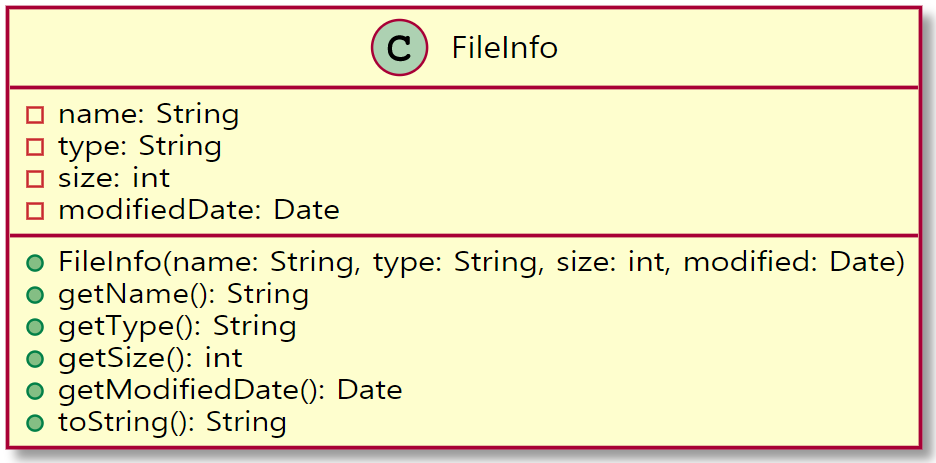 C FileInfo
name: String
type: String
size: int
modifiedDate: Date
FileInfo(name: String, type: String, size: int, modified: Date)
getName(): String
getType(): String
getSize(): int
getModifiedDate(): Date
toString(): String